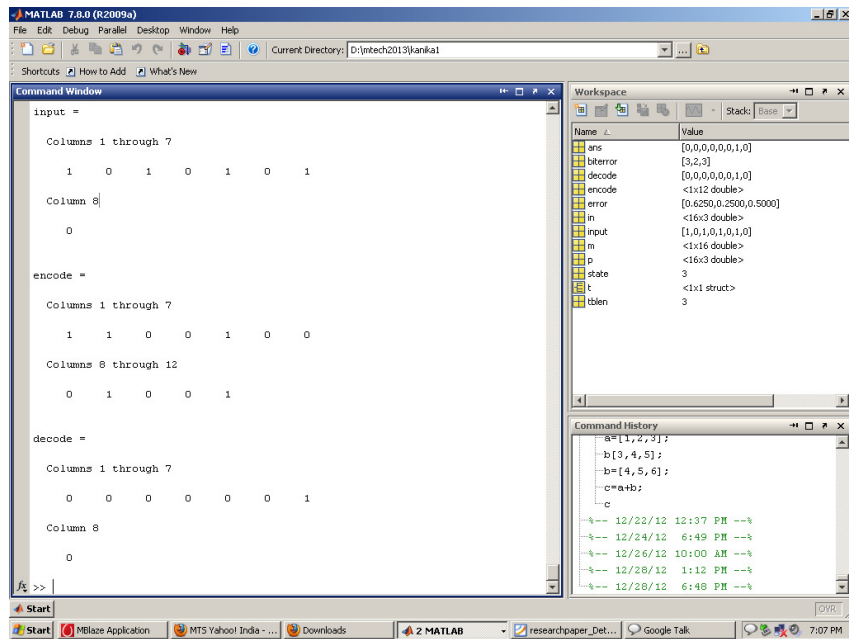 MATLAB 7.8.0 (R2009a)
File Edit Debug Parallel Desktop Window Help
Current Directory: D:\mtech2013\kanika1
Shortcuts How to Add What's New
Command Window
input =
Columns 1 through 7
1 0 1 0 1 0 1
Column 8
0
encode =
Columns 1 through 7
1 1 0 0 1 0 0
Columns 8 through 12
0 1 0 0 1
decode =
Columns 1 through 7
0 0 0 0 0 0 1
Column 8
0
fx >>
Workspace
Stack: Base
Name Value
ans [0,0,0,0,0,0,1,0]
biterror [3,2,3]
decode [0,0,0,0,0,0,1,0]
encode <1x12 double>
error [0.6250,0.2500,0.5000]
in <16x3 double>
input [1,0,1,0,1,0,1,0]
m <1x16 double>
p <16x3 double>
state 3
t <1x1 struct>
tblen 3
Command History
a=[1,2,3];
b[3,4,5];
b=[4,5,6];
c=a+b;
c
%-- 12/22/12 12:37 PM --%
%-- 12/24/12 6:49 PM --%
%-- 12/26/12 10:00 AM --%
%-- 12/28/12 1:12 PM --%
%-- 12/28/12 6:48 PM --%
Start
OVR
Start MBlaze Application MTS Yahoo! India - ... Downloads 2 MATLAB researchpaper_Det... Google Talk 7:07 PM